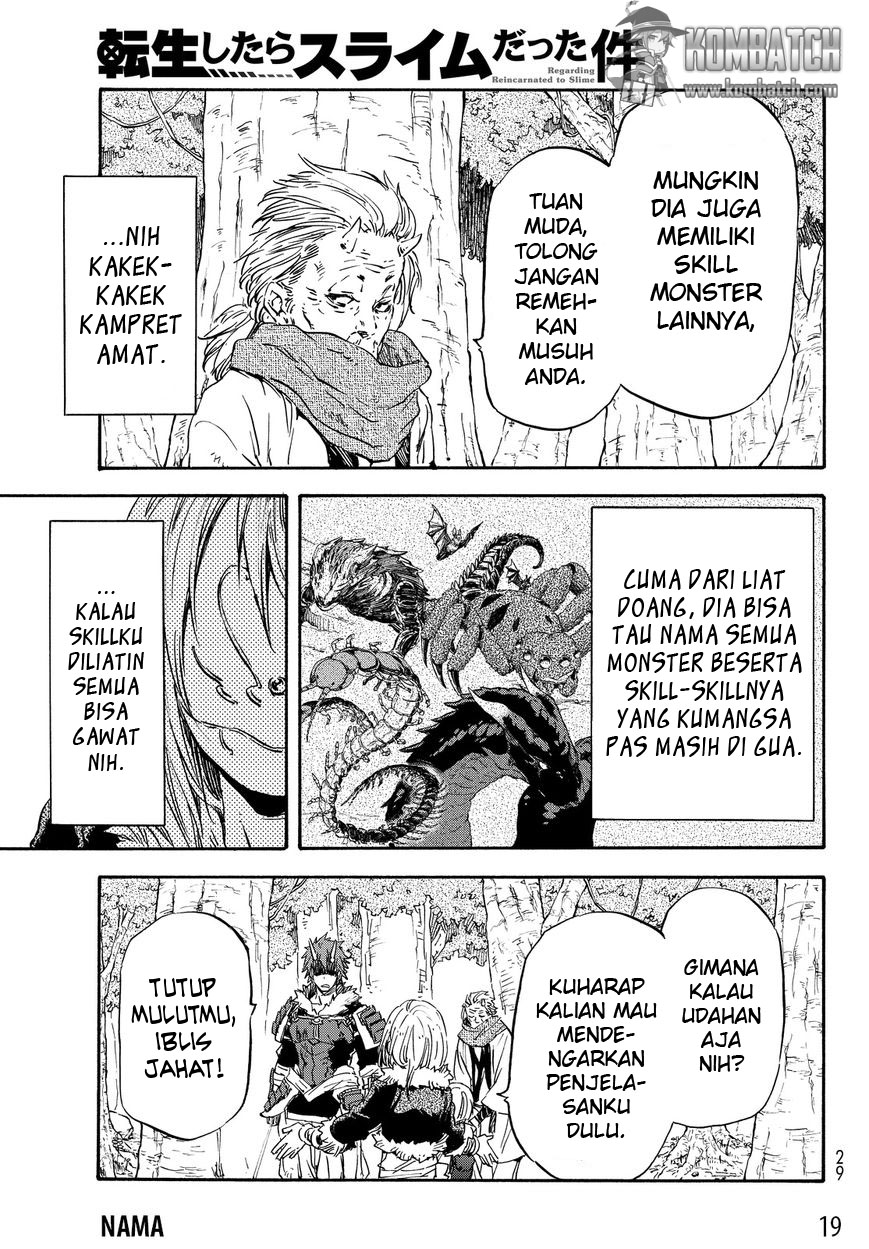 転生したらスライムだった件
Regarding
Reincarnated to Slime
KOMBATCH
www.kombatch.com
MUNGKIN
DIA JUGA
MEMILIKI
SKILL
MONSTER
LAINNYA,
TUAN
MUDA,
TOLONG
JANGAN
REMEH-
KAN
MUSUH
ANDA.
...NIH
KAKEK-
KAKEK
KAMPRET
AMAT.
CUMA DARI LIAT
DOANG, DIA BISA
TAU NAMA SEMUA
MONSTER BESERTA
SKILL-SKILLNYA
YANG KUMANGSA
PAS MASIH DI GUA.
...
KALAU
SKILLKU
DILIATIN
SEMUA
BISA
GAWAT
NIH.
GIMANA
KALAU
UDAHAN
AJA
NIH?
KUHARAP
KALIAN MAU
MENDE-
NGARKAN
PENJELA-
SANKU
DULU.
TUTUP
MULUTMU,
IBLIS
JAHAT!
29
NAMA
19